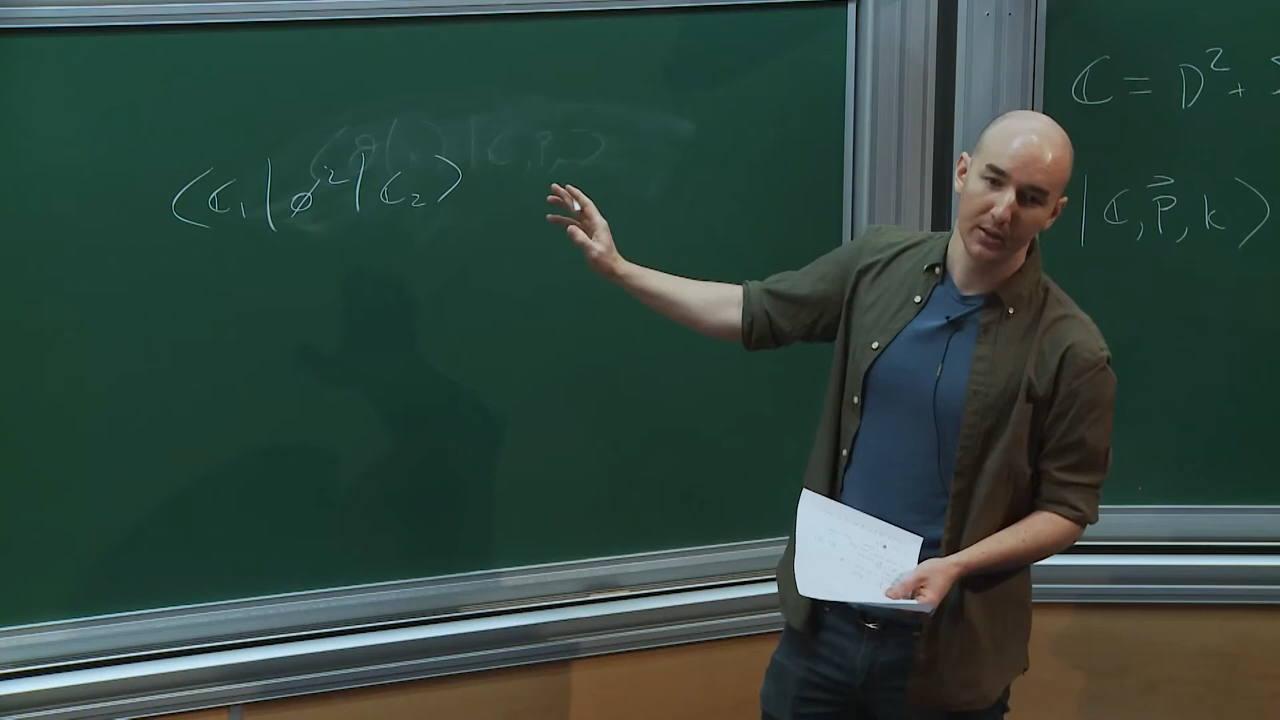 ⟨ℂ₁|φ²|ℂ₂⟩
ℂ = D² +
|ℂ, p⃗, k⟩